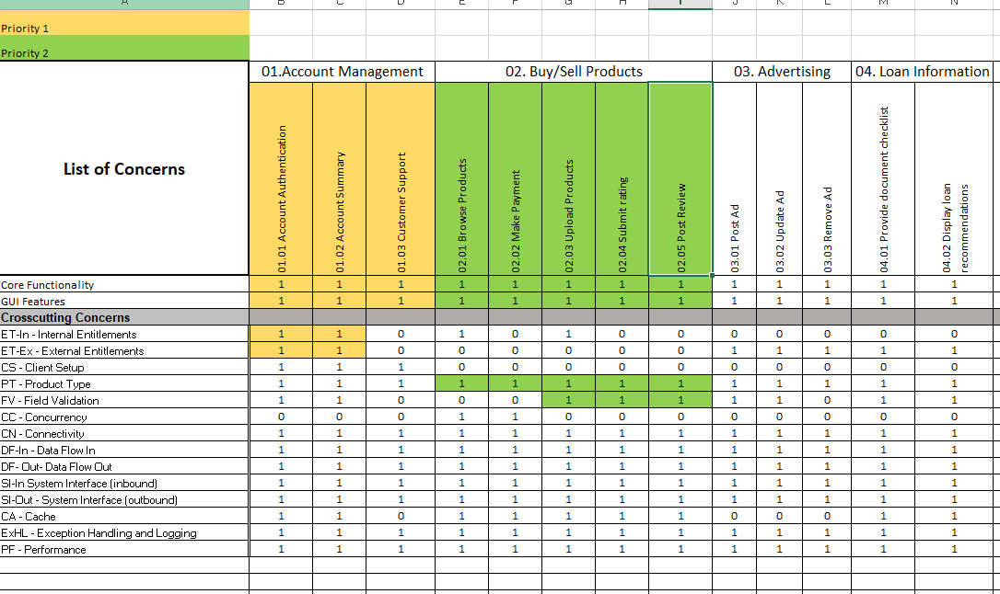 A B C D E F G H I J K L M N
Priority 1
Priority 2
01.Account Management 02. Buy/Sell Products 03. Advertising 04. Loan Information
List of Concerns
01.01 Account Authentication
01.02 Account Summary
01.03 Customer Support
02.01 Browse Products
02.02 Make Payment
02.03 Upload Products
02.04 Submit rating
02.05 Post Review
03.01 Post Ad
03.02 Update Ad
03.03 Remove Ad
04.01 Provide document checklist
04.02 Display loan
recommendations
Core Functionality 1 1 1 1 1 1 1 1 1 1 1 1 1
GUI Features 1 1 1 1 1 1 1 1 1 1 1 1 1
Crosscutting Concerns
ET-In - Internal Entitlements 1 1 0 1 0 1 0 0 0 0 0 0 0
ET-Ex - External Entitlements 1 1 0 0 0 0 0 0 1 1 1 1 1
CS - Client Setup 1 1 1 0 0 0 0 0 0 0 0 0 0
PT - Product Type 1 1 1 1 1 1 1 1 1 1 1 1 1
FV - Field Validation 1 1 0 0 0 1 1 1 1 1 0 1 1
CC - Concurrency 0 0 0 1 1 0 0 0 0 0 0 0 0
CN - Connectivity 1 1 1 1 1 1 1 1 1 1 1 1 1
DF-In - Data Flow In 1 1 1 1 1 1 1 1 1 1 1 1 1
DF- Out- Data Flow Out 1 1 1 1 1 1 1 1 1 1 1 1 1
SI-In System Interface (inbound) 1 1 1 1 1 1 1 1 1 1 1 1 1
SI-Out - System Interface (outbound) 1 1 1 1 1 1 1 1 1 1 1 1 1
CA - Cache 1 1 0 1 1 1 1 1 0 0 0 1 1
ExHL - Exception Handling and Logging 1 1 1 1 1 1 1 1 1 1 1 1 1
PF - Performance 1 1 1 1 1 1 1 1 1 1 1 1 1